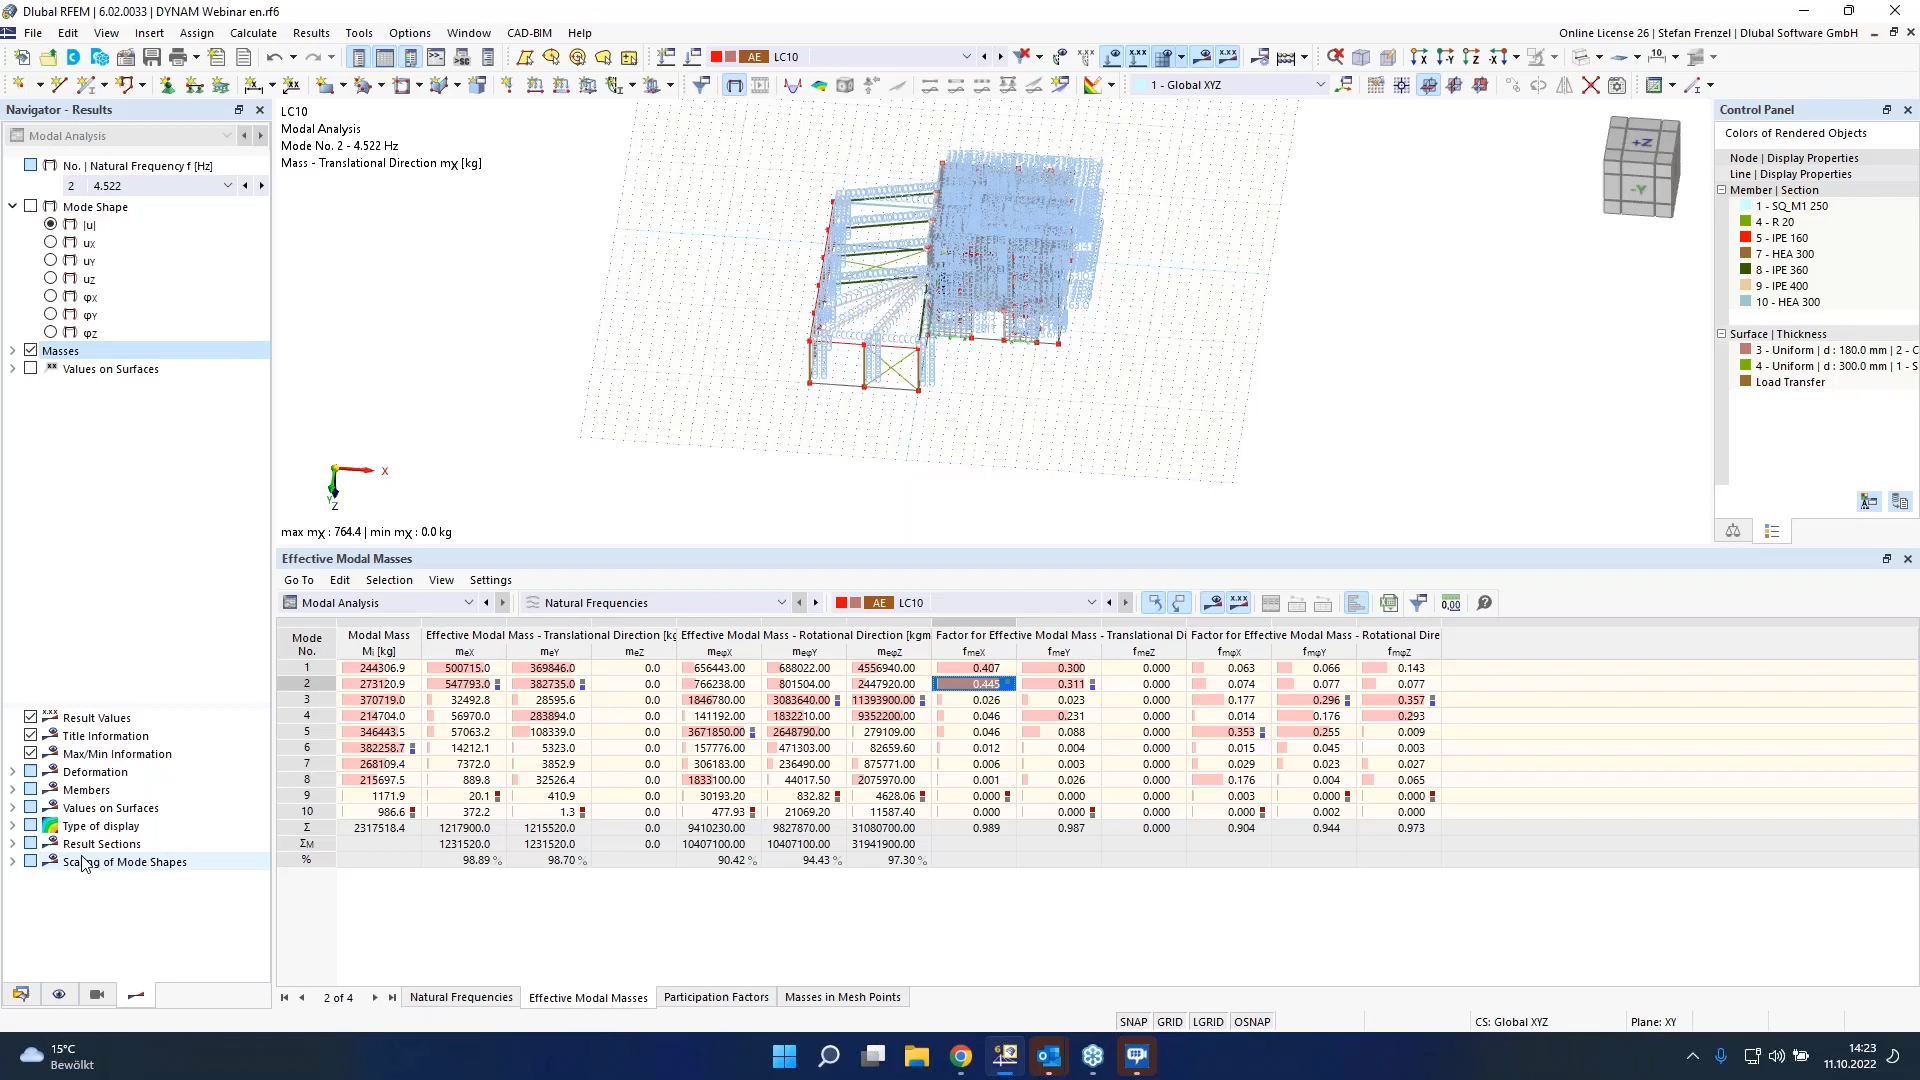 Dlubal RFEM | 6.02.0033 | DYNAM Webinar en.rf6
File Edit View Insert Assign Calculate Results Tools Options Window CAD-BIM Help
Online License 26 | Stefan Frenzel | Dlubal Software GmbH
AE LC10
1 - Global XYZ
Navigator - Results
Modal Analysis
No. | Natural Frequency f [Hz]
2 4.522
Mode Shape
|u|
uX
uY
uZ
φX
φY
φZ
Masses
Values on Surfaces
Result Values
Title Information
Max/Min Information
Deformation
Members
Values on Surfaces
Type of display
Result Sections
Scaling of Mode Shapes
LC10
Modal Analysis
Mode No. 2 - 4.522 Hz
Mass - Translational Direction mX [kg]
+Z
-Y
X
Y
Z
max mX : 764.4 | min mX : 0.0 kg
Control Panel
Colors of Rendered Objects
Node | Display Properties
Line | Display Properties
Member | Section
1 - SQ_M1 250
4 - R 20
5 - IPE 160
7 - HEA 300
8 - IPE 360
9 - IPE 400
10 - HEA 300
Surface | Thickness
3 - Uniform | d : 180.0 mm | 2 - C
4 - Uniform | d : 300.0 mm | 1 - S
Load Transfer
Effective Modal Masses
Go To Edit Selection View Settings
Modal Analysis Natural Frequencies AE LC10
Mode Modal Mass Effective Modal Mass - Translational Direction [kg Effective Modal Mass - Rotational Direction [kgm Factor for Effective Modal Mass - Translational Di Factor for Effective Modal Mass - Rotational Dire
No. Mi [kg] meX meY meZ meφX meφY meφZ fmeX fmeY fmeZ fmφX fmφY fmφZ
1 244306.9 500715.0 369846.0 0.0 656443.00 688022.00 4556940.00 0.407 0.300 0.000 0.063 0.066 0.143
2 273120.9 547793.0 382735.0 0.0 766238.00 801504.00 2447920.00 0.445 0.311 0.000 0.074 0.077 0.077
3 370719.0 32492.8 28595.6 0.0 1846780.00 3083640.00 11393900.00 0.026 0.023 0.000 0.177 0.296 0.357
4 214704.0 56970.0 283894.0 0.0 141192.00 1832210.00 9352200.00 0.046 0.231 0.000 0.014 0.176 0.293
5 346443.5 57063.2 108339.0 0.0 3671850.00 2648790.00 279109.00 0.046 0.088 0.000 0.353 0.255 0.009
6 382258.7 14212.1 5323.0 0.0 157776.00 471303.00 82659.60 0.012 0.004 0.000 0.015 0.045 0.003
7 268109.4 7372.0 3852.9 0.0 306183.00 236490.00 875771.00 0.006 0.003 0.000 0.029 0.023 0.027
8 215697.5 889.8 32526.4 0.0 1833100.00 44017.50 2075970.00 0.001 0.026 0.000 0.176 0.004 0.065
9 1171.9 20.1 410.9 0.0 30193.20 832.82 4628.06 0.000 0.000 0.000 0.003 0.000 0.000
10 986.6 372.2 1.3 0.0 477.93 21069.20 11587.40 0.000 0.000 0.000 0.000 0.002 0.000
Σ 2317518.4 1217900.0 1215520.0 0.0 9410230.00 9827870.00 31080700.00 0.989 0.987 0.000 0.904 0.944 0.973
ΣM 1231520.0 1231520.0 0.0 10407100.00 10407100.00 31941900.00
% 98.89 % 98.70 % 90.42 % 94.43 % 97.30 %
2 of 4 Natural Frequencies Effective Modal Masses Participation Factors Masses in Mesh Points
SNAP GRID LGRID OSNAP CS: Global XYZ Plane: XY
15°C
Bewölkt
14:23
11.10.2022